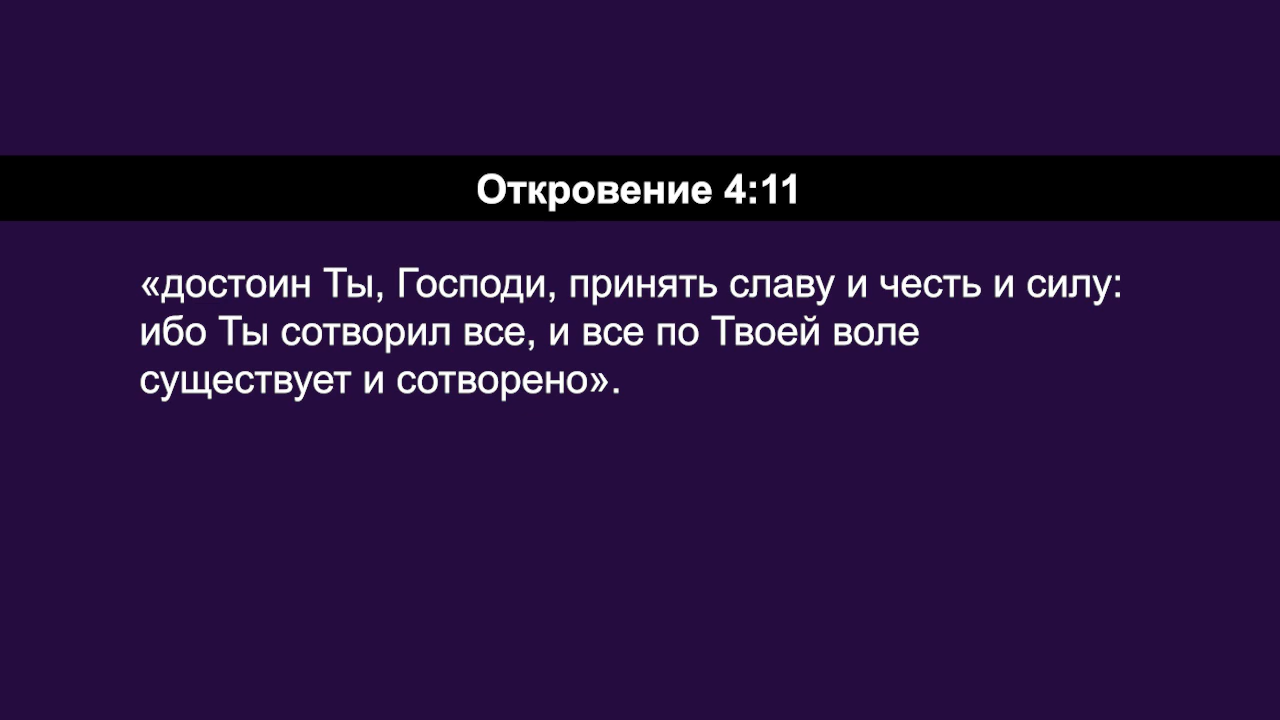 Откровение 4:11
«достоин Ты, Господи, принять славу и честь и силу:
ибо Ты сотворил все, и все по Твоей воле
существует и сотворено».